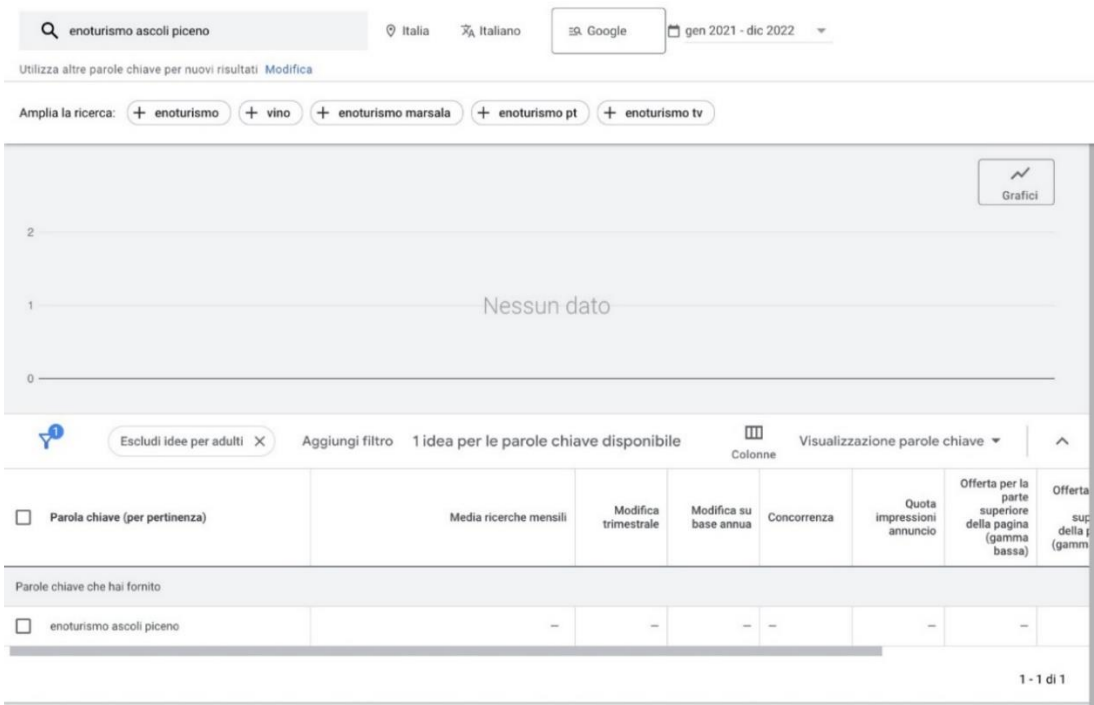 enoturismo ascoli piceno Italia Italiano Google gen 2021 - dic 2022
Utilizza altre parole chiave per nuovi risultati Modifica
Amplia la ricerca: + enoturismo + vino + enoturismo marsala + enoturismo pt + enoturismo tv
Grafici
2
1
Nessun dato
0
1
Escludi idee per adulti X Aggiungi filtro 1 idea per le parole chiave disponibile Colonne Visualizzazione parole chiave
Parola chiave (per pertinenza)
Media ricerche mensili
Modifica
trimestrale
Modifica su
base annua
Concorrenza
Quota
impressioni
annuncio
Offerta per la
parte
superiore
della pagina
(gamma
bassa)
Offerta
sup
della p
(gamm
Parole chiave che hai fornito
enoturismo ascoli piceno – – – – – –
1 - 1 di 1